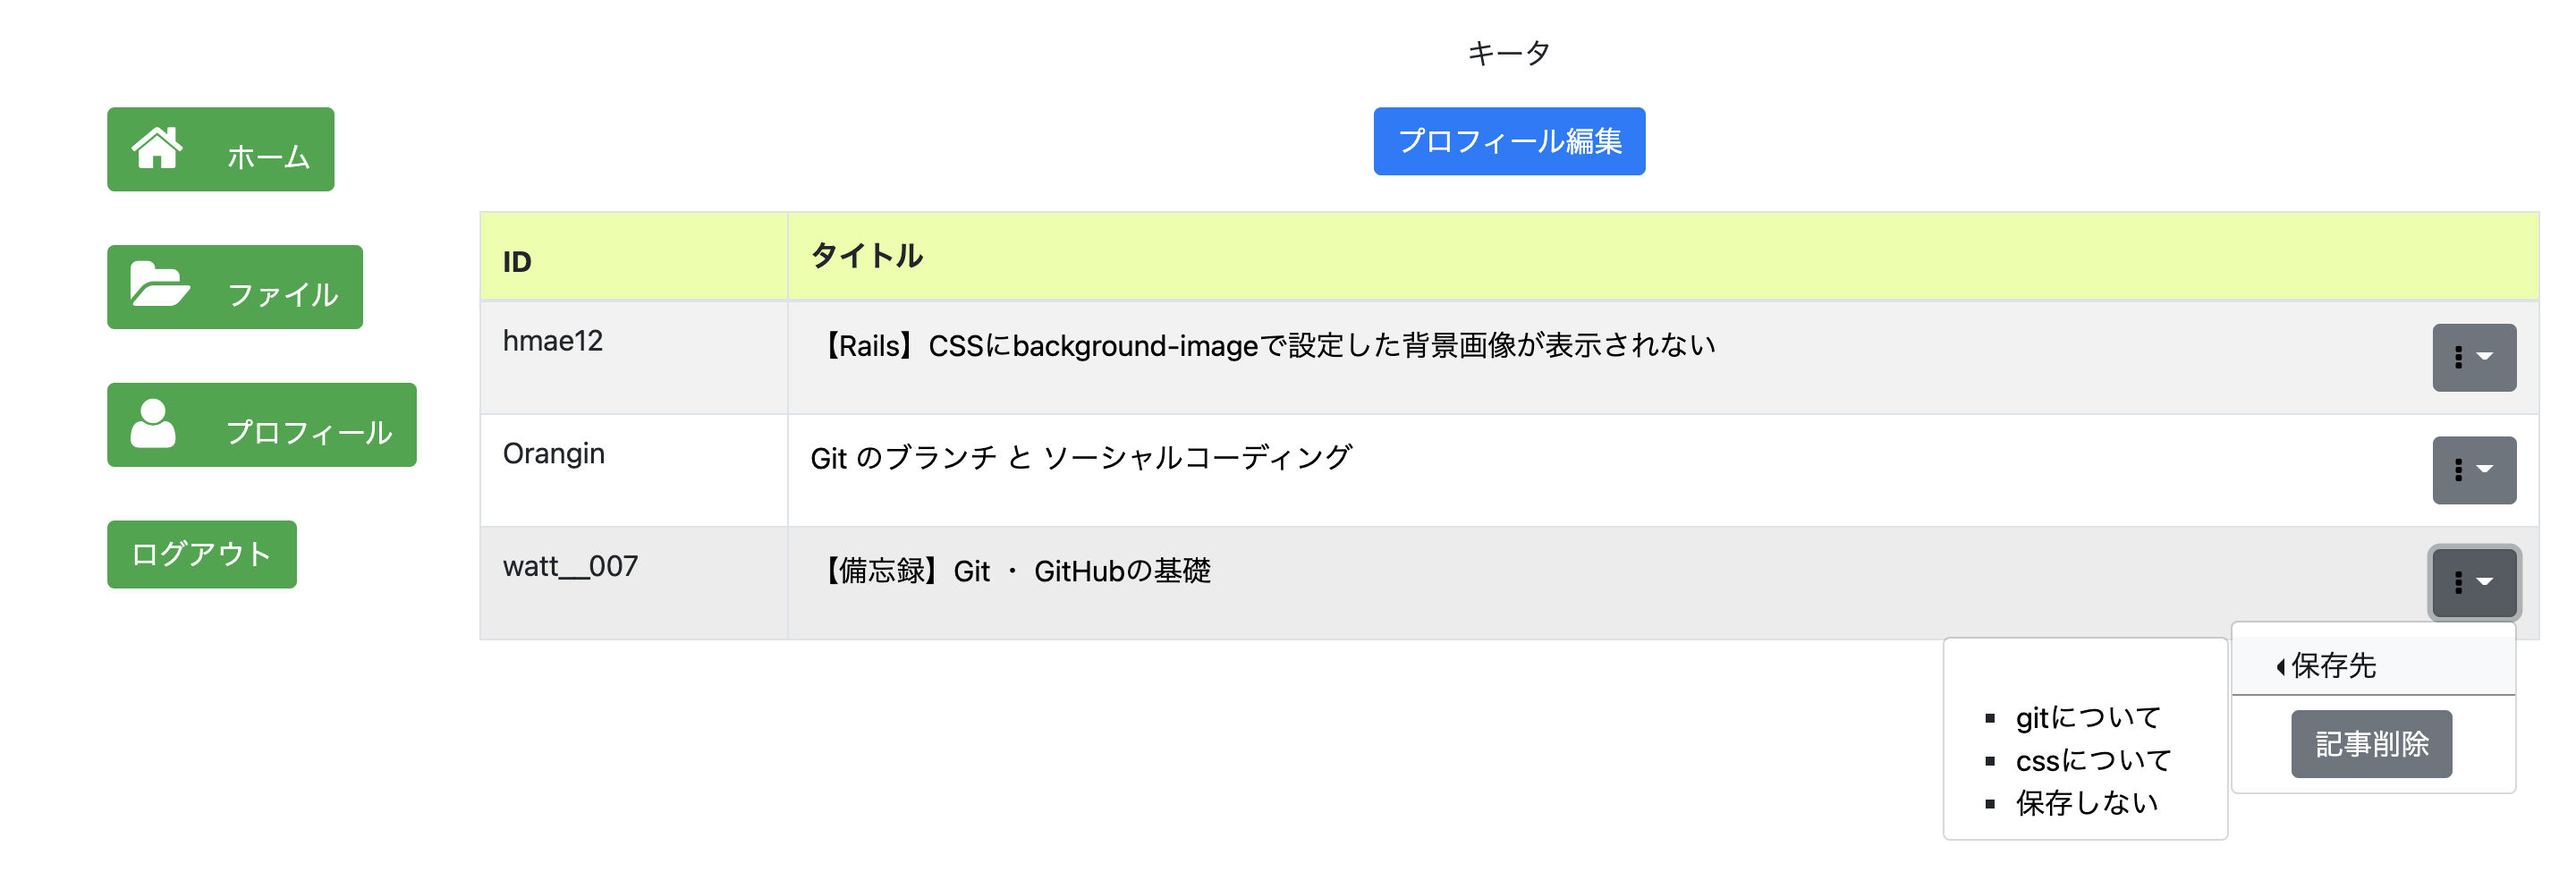 キータ
プロフィール編集
ホーム
ファイル
プロフィール
ログアウト
ID タイトル
hmae12 【Rails】CSSにbackground-imageで設定した背景画像が表示されない
Orangin Git のブランチ と ソーシャルコーディング
watt__007 【備忘録】Git ・ GitHubの基礎
保存先
記事削除
gitについて
cssについて
保存しない